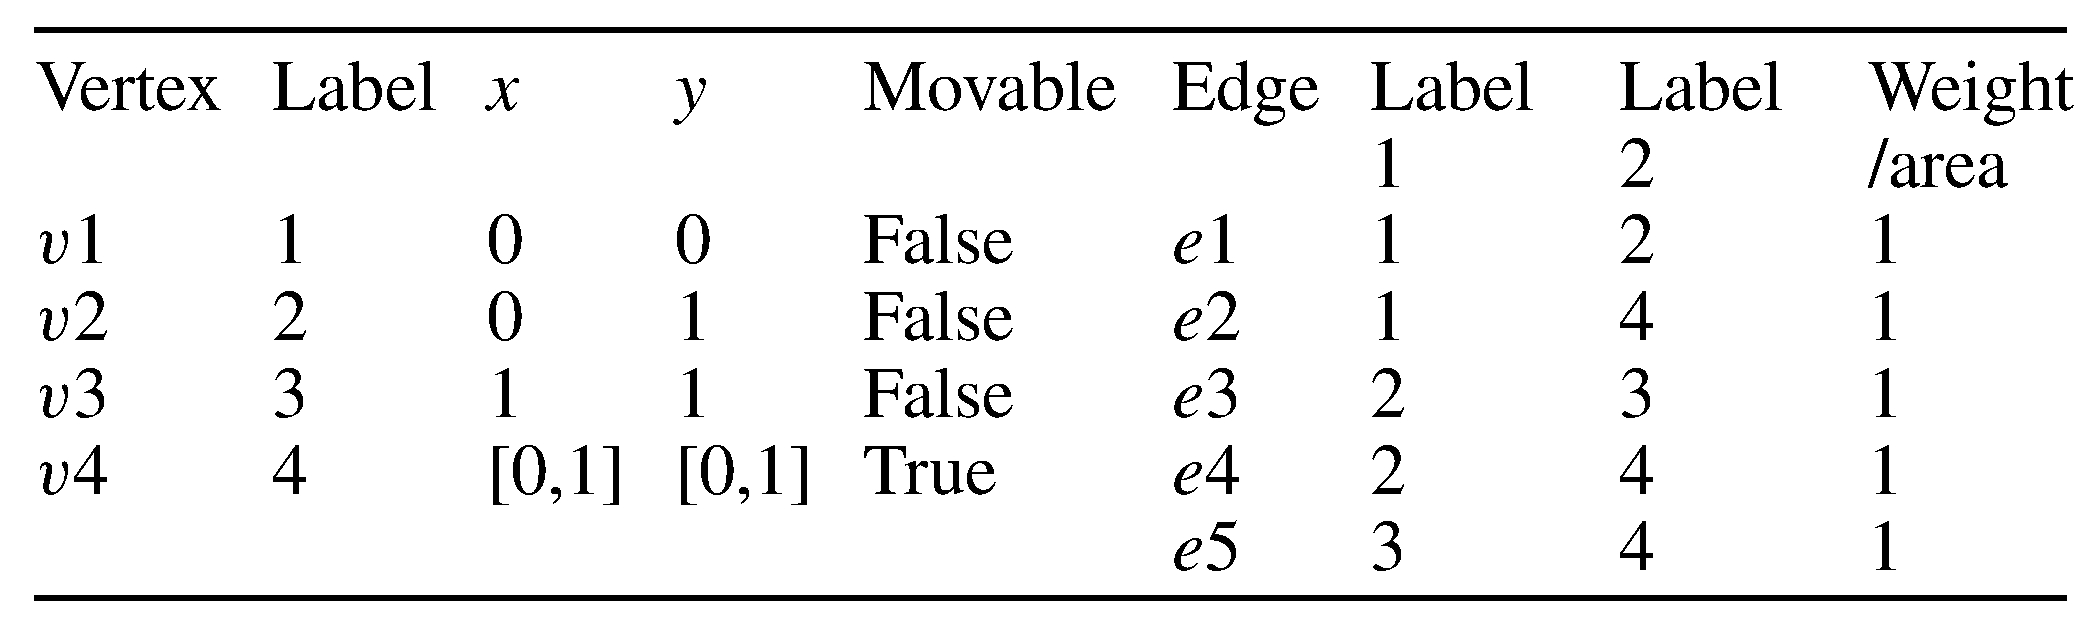 Vertex Label x y Movable Edge Label Label Weight
1 2 /area
v1 1 0 0 False e1 1 2 1
v2 2 0 1 False e2 1 4 1
v3 3 1 1 False e3 2 3 1
v4 4 [0,1] [0,1] True e4 2 4 1
e5 3 4 1